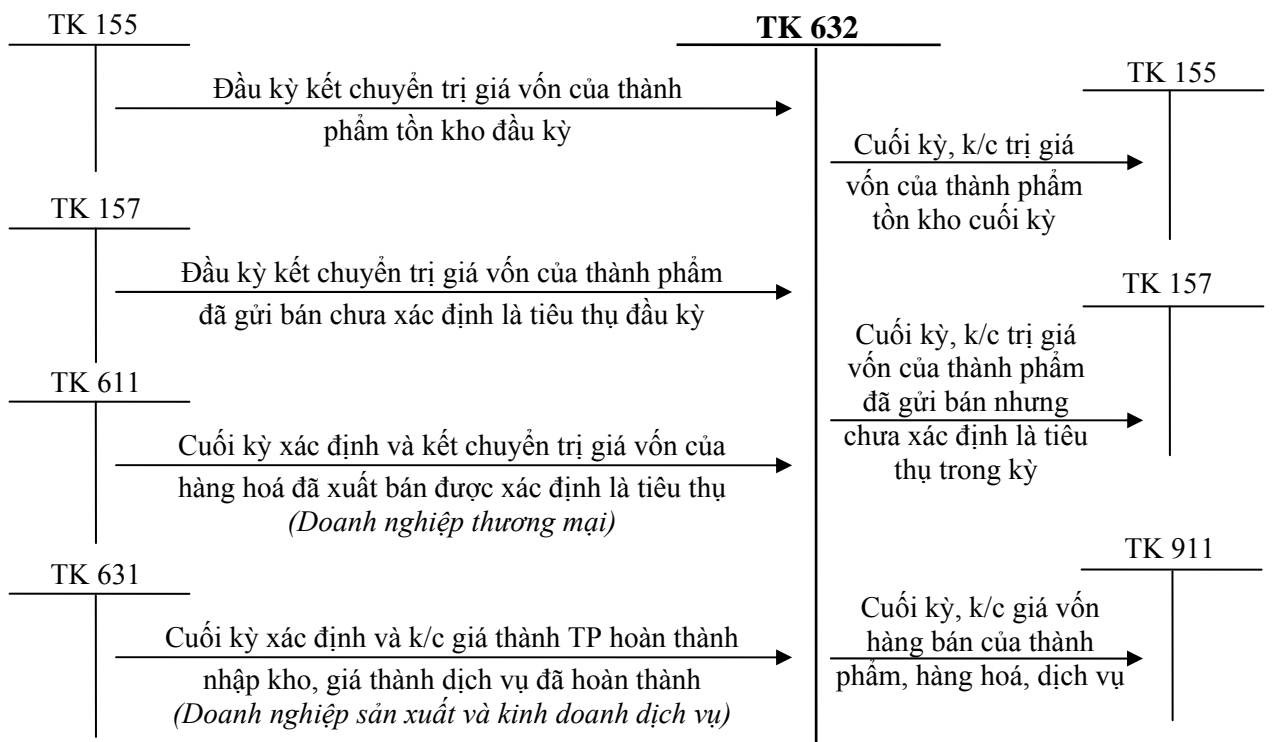 TK 155
TK 632
Đầu kỳ kết chuyển trị giá vốn của thành
phẩm tồn kho đầu kỳ
TK 155
Cuối kỳ, k/c trị giá
vốn của thành phẩm
tồn kho cuối kỳ
TK 157
Đầu kỳ kết chuyển trị giá vốn của thành phẩm
đã gửi bán chưa xác định là tiêu thụ đầu kỳ
TK 157
Cuối kỳ, k/c trị giá
vốn của thành phẩm
đã gửi bán nhưng
chưa xác định là tiêu
thụ trong kỳ
TK 611
Cuối kỳ xác định và kết chuyển trị giá vốn của
hàng hoá đã xuất bán được xác định là tiêu thụ
(Doanh nghiệp thương mại)
TK 631
Cuối kỳ xác định và k/c giá thành TP hoàn thành
nhập kho, giá thành dịch vụ đã hoàn thành
(Doanh nghiệp sản xuất và kinh doanh dịch vụ)
TK 911
Cuối kỳ, k/c giá vốn
hàng bán của thành
phẩm, hàng hoá, dịch vụ